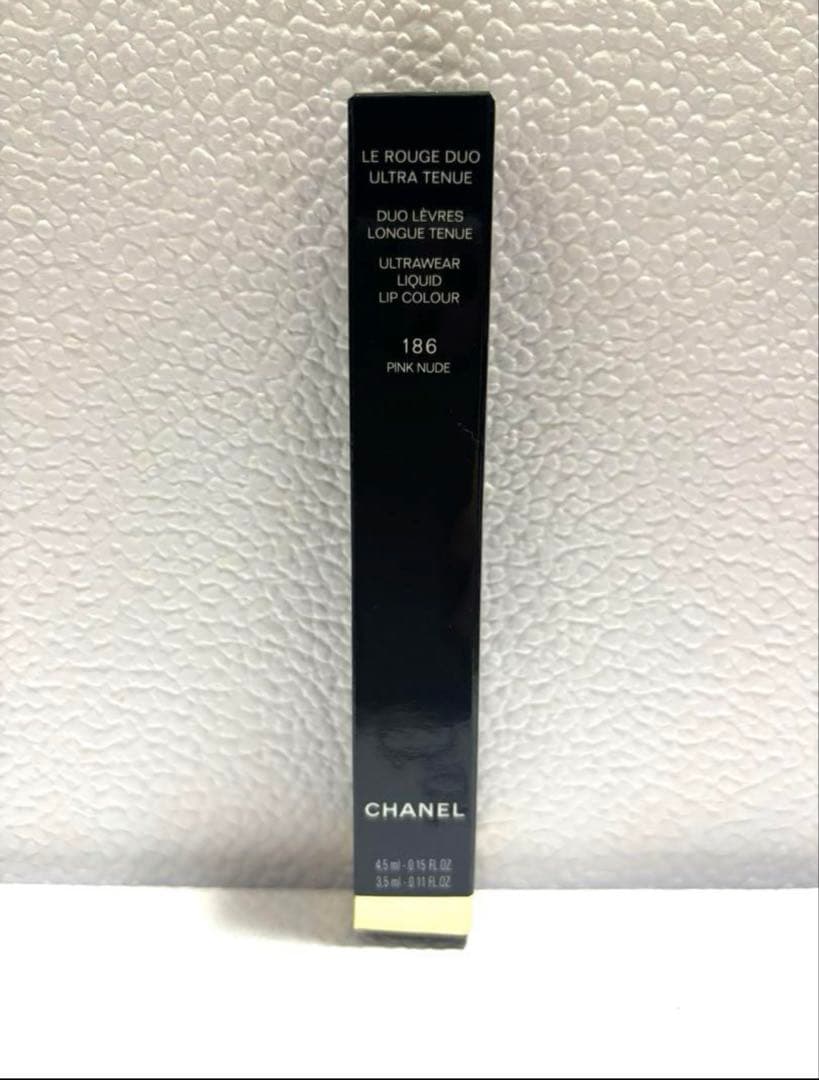 LE ROUGE DUO
ULTRA TENUE
DUO LÈVRES
LONGUE TENUE
ULTRAWEAR
LIQUID
LIP COLOUR
186
PINK NUDE
CHANEL
4.5 ml - 0.15 FL.OZ
3.5 ml - 0.11 FL.OZ